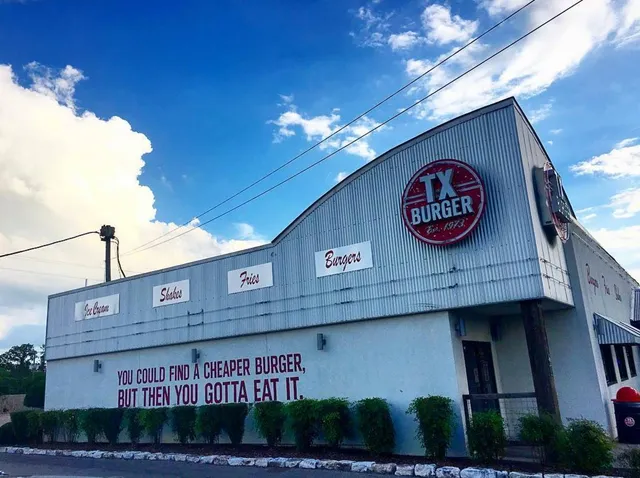 TX
BURGER
Est. 1973
Ice Cream
Shakes
Fries
Burgers
YOU COULD FIND A CHEAPER BURGER,
BUT THEN YOU GOTTA EAT IT.